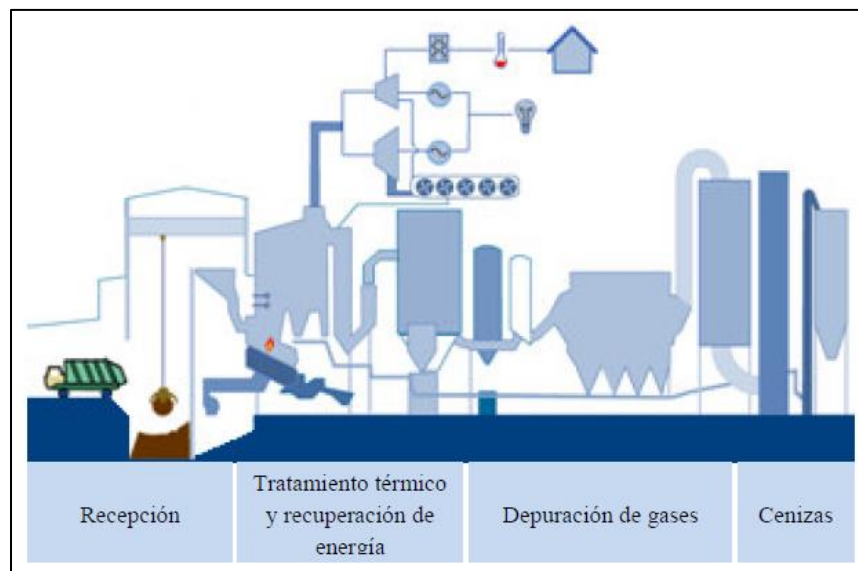 Recepción
Tratamiento térmico
y recuperación de
energía
Depuración de gases
Cenizas